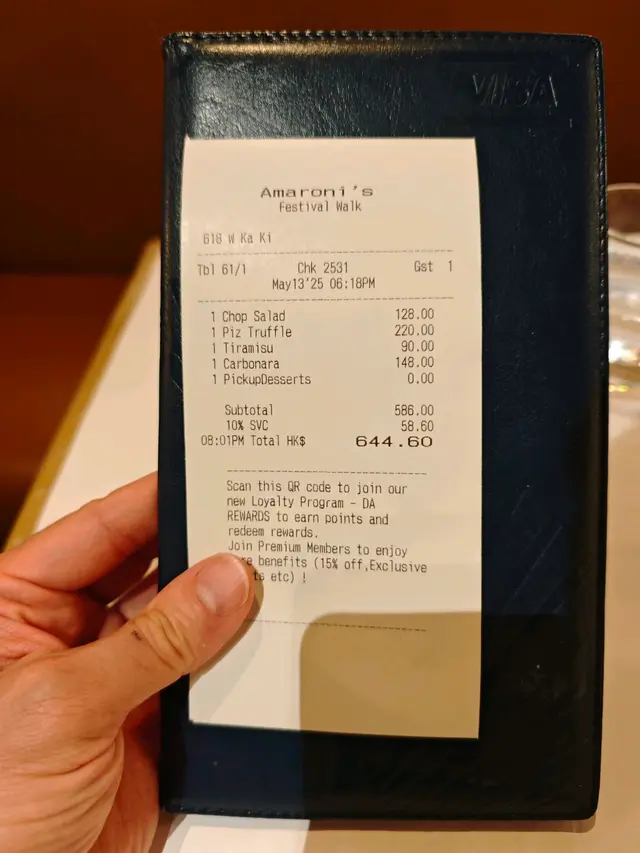 VISA
Amaroni's
Festival Walk
618 W Ka Ki
Tbl 61/1 Chk 2531 Gst 1
May13'25 06:18PM
1 Chop Salad 128.00
1 Piz Truffle 220.00
1 Tiramisu 90.00
1 Carbonara 148.00
1 PickupDesserts 0.00
Subtotal 586.00
10% SVC 58.60
08:01PM Total HK$ 644.60
Scan this QR code to join our
new Loyalty Program - DA
REWARDS to earn points and
redeem rewards.
Join Premium Members to enjoy
benefits (15% off,Exclusive
etc) !